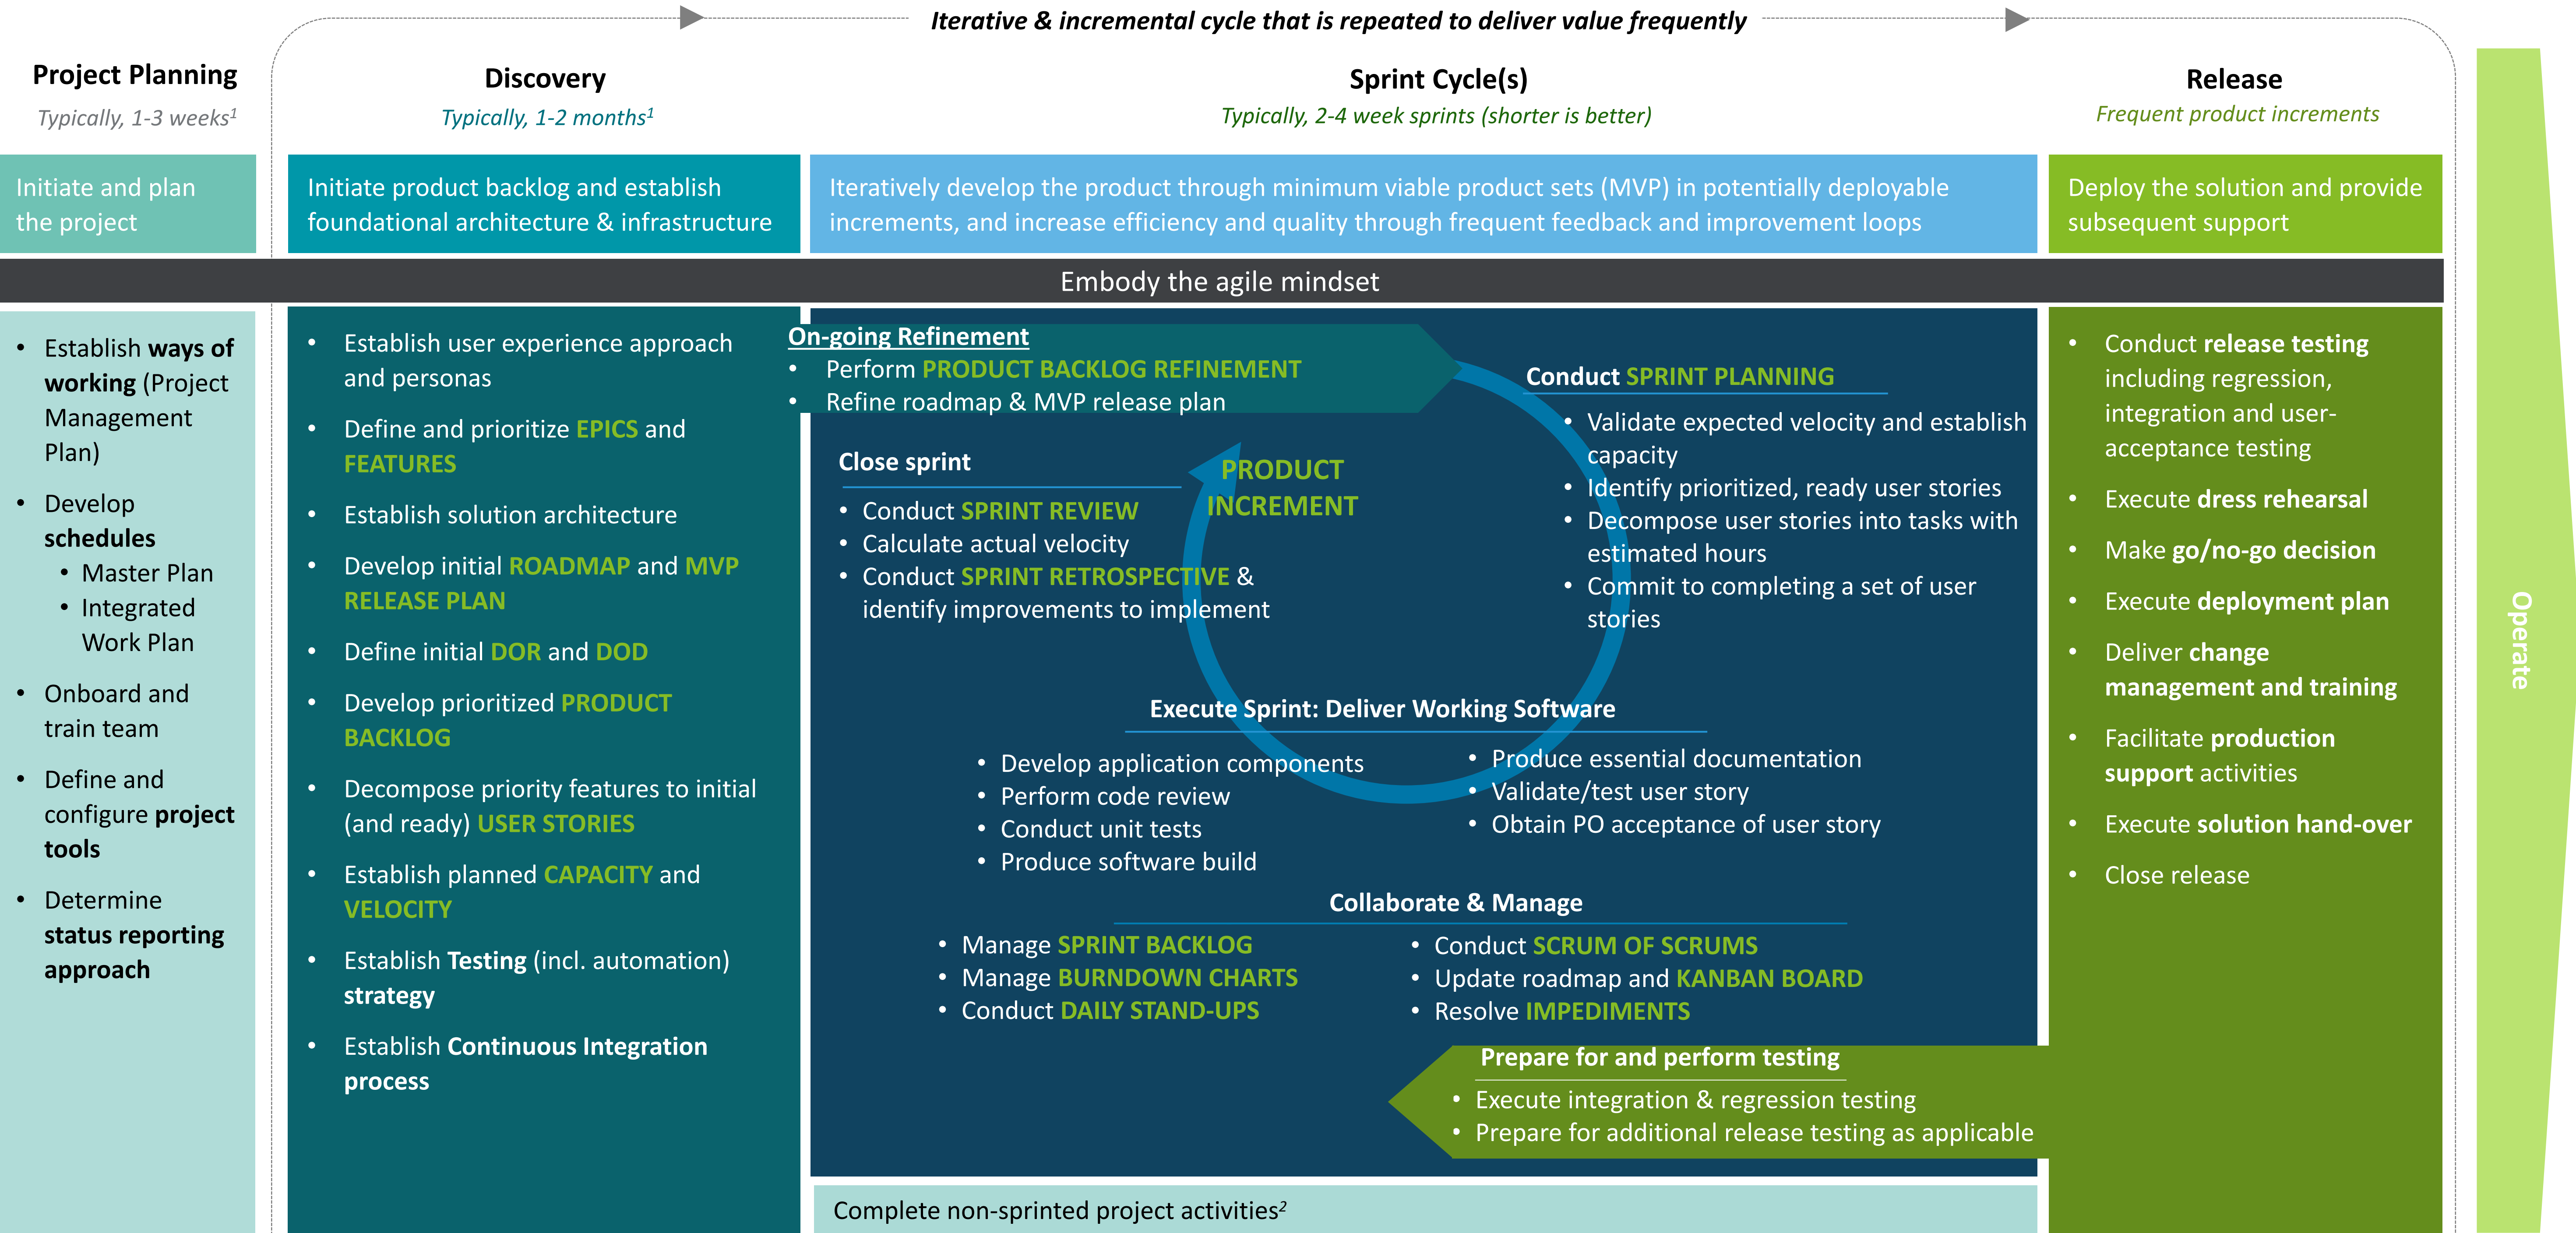 Iterative & incremental cycle that is repeated to deliver value frequently
Project Planning
Typically, 1-3 weeks1
Discovery
Typically, 1-2 months1
Sprint Cycle(s)
Typically, 2-4 week sprints (shorter is better)
Release
Frequent product increments
Initiate and plan
the project
Initiate product backlog and establish
foundational architecture & infrastructure
Iteratively develop the product through minimum viable product sets (MVP) in potentially deployable
increments, and increase efficiency and quality through frequent feedback and improvement loops
Deploy the solution and provide
subsequent support
Embody the agile mindset
• Establish ways of
working (Project
Management
Plan)
• Develop
schedules
• Master Plan
• Integrated
Work Plan
• Onboard and
train team
• Define and
configure project
tools
• Determine
status reporting
approach
• Establish user experience approach
and personas
• Define and prioritize EPICS and
FEATURES
• Establish solution architecture
• Develop initial ROADMAP and MVP
RELEASE PLAN
• Define initial DOR and DOD
• Develop prioritized PRODUCT
BACKLOG
• Decompose priority features to initial
(and ready) USER STORIES
• Establish planned CAPACITY and
VELOCITY
• Establish Testing (incl. automation)
strategy
• Establish Continuous Integration
process
On-going Refinement
• Perform PRODUCT BACKLOG REFINEMENT
• Refine roadmap & MVP release plan
Conduct SPRINT PLANNING
• Validate expected velocity and establish
capacity
• Identify prioritized, ready user stories
• Decompose user stories into tasks with
estimated hours
• Commit to completing a set of user
stories
Close sprint
• Conduct SPRINT REVIEW
• Calculate actual velocity
• Conduct SPRINT RETROSPECTIVE &
identify improvements to implement
PRODUCT
INCREMENT
Execute Sprint: Deliver Working Software
• Develop application components
• Perform code review
• Conduct unit tests
• Produce software build
• Produce essential documentation
• Validate/test user story
• Obtain PO acceptance of user story
Collaborate & Manage
• Manage SPRINT BACKLOG
• Manage BURNDOWN CHARTS
• Conduct DAILY STAND-UPS
• Conduct SCRUM OF SCRUMS
• Update roadmap and KANBAN BOARD
• Resolve IMPEDIMENTS
Prepare for and perform testing
• Execute integration & regression testing
• Prepare for additional release testing as applicable
Complete non-sprinted project activities2
• Conduct release testing
including regression,
integration and user-
acceptance testing
• Execute dress rehearsal
• Make go/no-go decision
• Execute deployment plan
• Deliver change
management and training
• Facilitate production
support activities
• Execute solution hand-over
• Close release
Operate